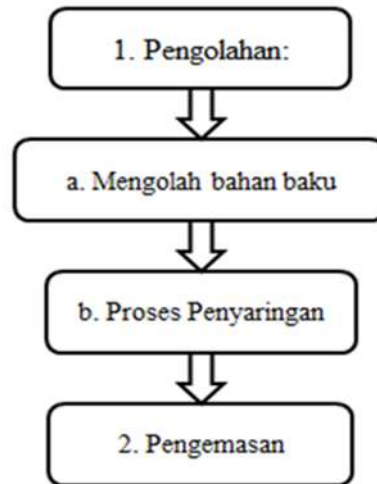 1. Pengolahan:
a. Mengolah bahan baku
b. Proses Penyaringan
2. Pengemasan